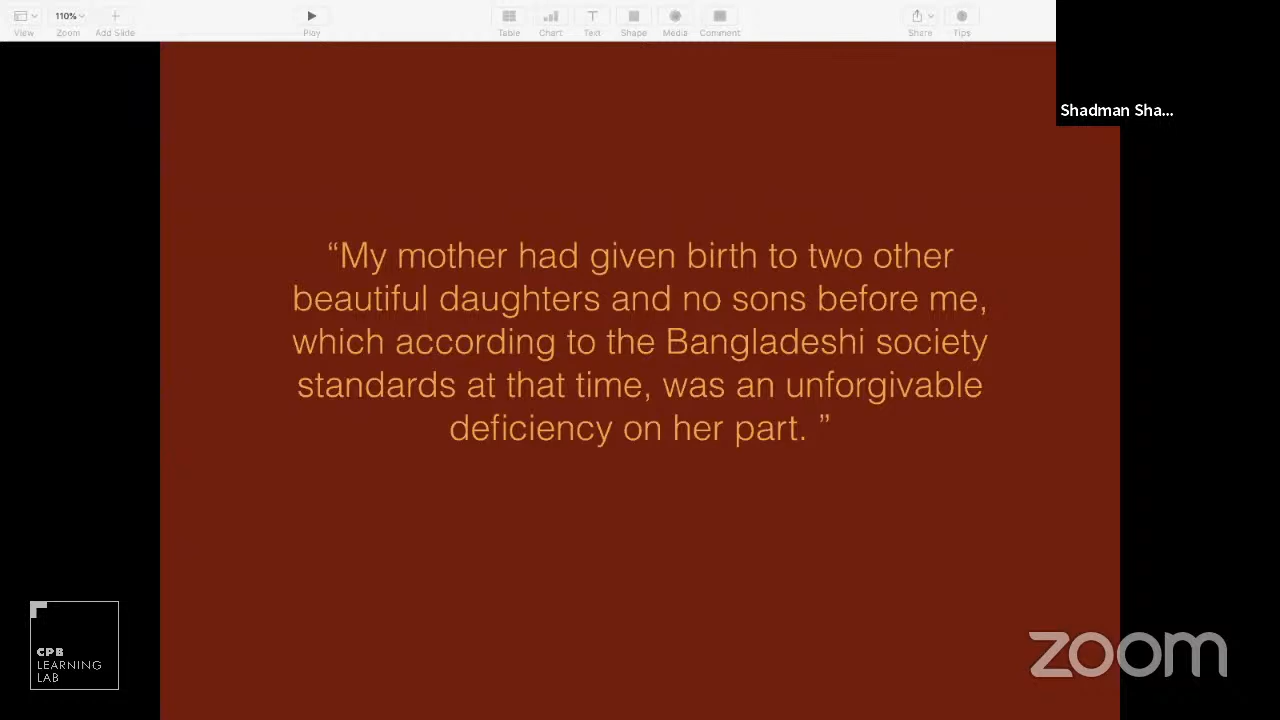 110%
View
Zoom
Add Slide
Play
Table
Chart
Text
Shape
Media
Comment
Share
Tips
Shadman Sha...
“My mother had given birth to two other
beautiful daughters and no sons before me,
which according to the Bangladeshi society
standards at that time, was an unforgivable
deficiency on her part. ”
CPB
LEARNING
LAB
zoom